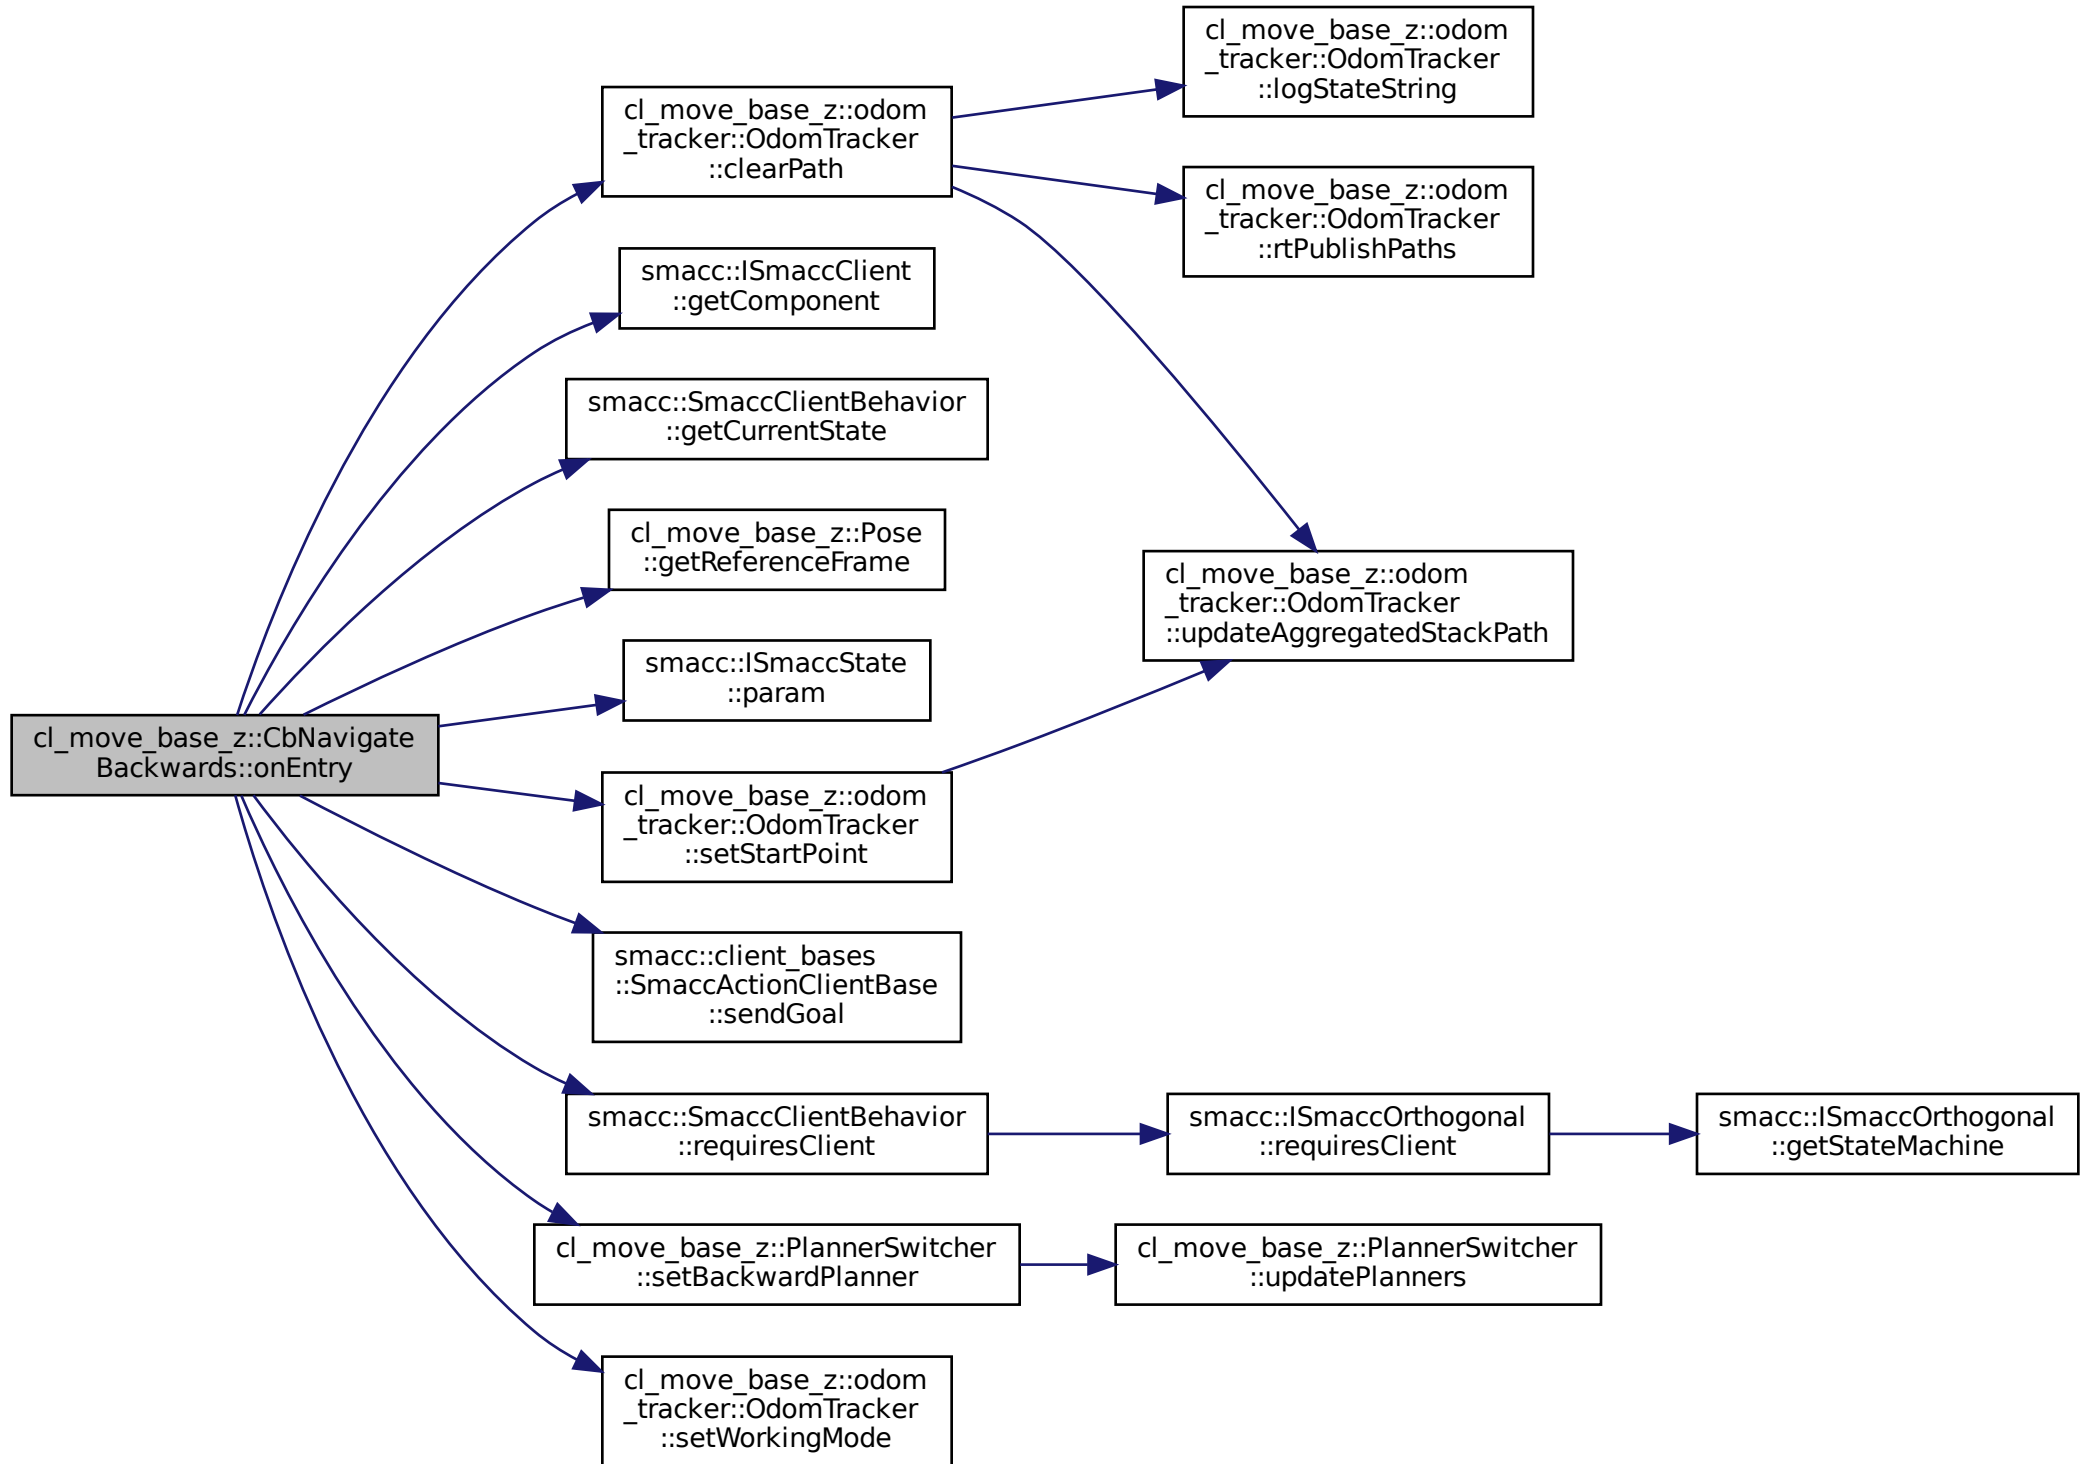 cl_move_base_z::CbNavigate
Backwards::onEntry
cl_move_base_z::odom
_tracker::OdomTracker
::clearPath
smacc::ISmaccClient
::getComponent
smacc::SmaccClientBehavior
::getCurrentState
cl_move_base_z::Pose
::getReferenceFrame
smacc::ISmaccState
::param
cl_move_base_z::odom
_tracker::OdomTracker
::setStartPoint
smacc::client_bases
::SmaccActionClientBase
::sendGoal
smacc::SmaccClientBehavior
::requiresClient
cl_move_base_z::PlannerSwitcher
::setBackwardPlanner
cl_move_base_z::odom
_tracker::OdomTracker
::setWorkingMode
cl_move_base_z::odom
_tracker::OdomTracker
::logStateString
cl_move_base_z::odom
_tracker::OdomTracker
::rtPublishPaths
cl_move_base_z::odom
_tracker::OdomTracker
::updateAggregatedStackPath
smacc::ISmaccOrthogonal
::requiresClient
cl_move_base_z::PlannerSwitcher
::updatePlanners
smacc::ISmaccOrthogonal
::getStateMachine